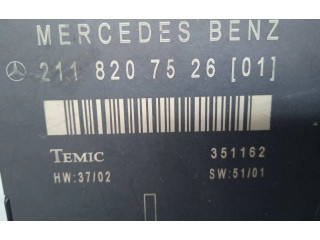 MERCEDES BENZ
211 820 75 26 [01]
TEMIC 351162
HW:37/02 SW:51/01